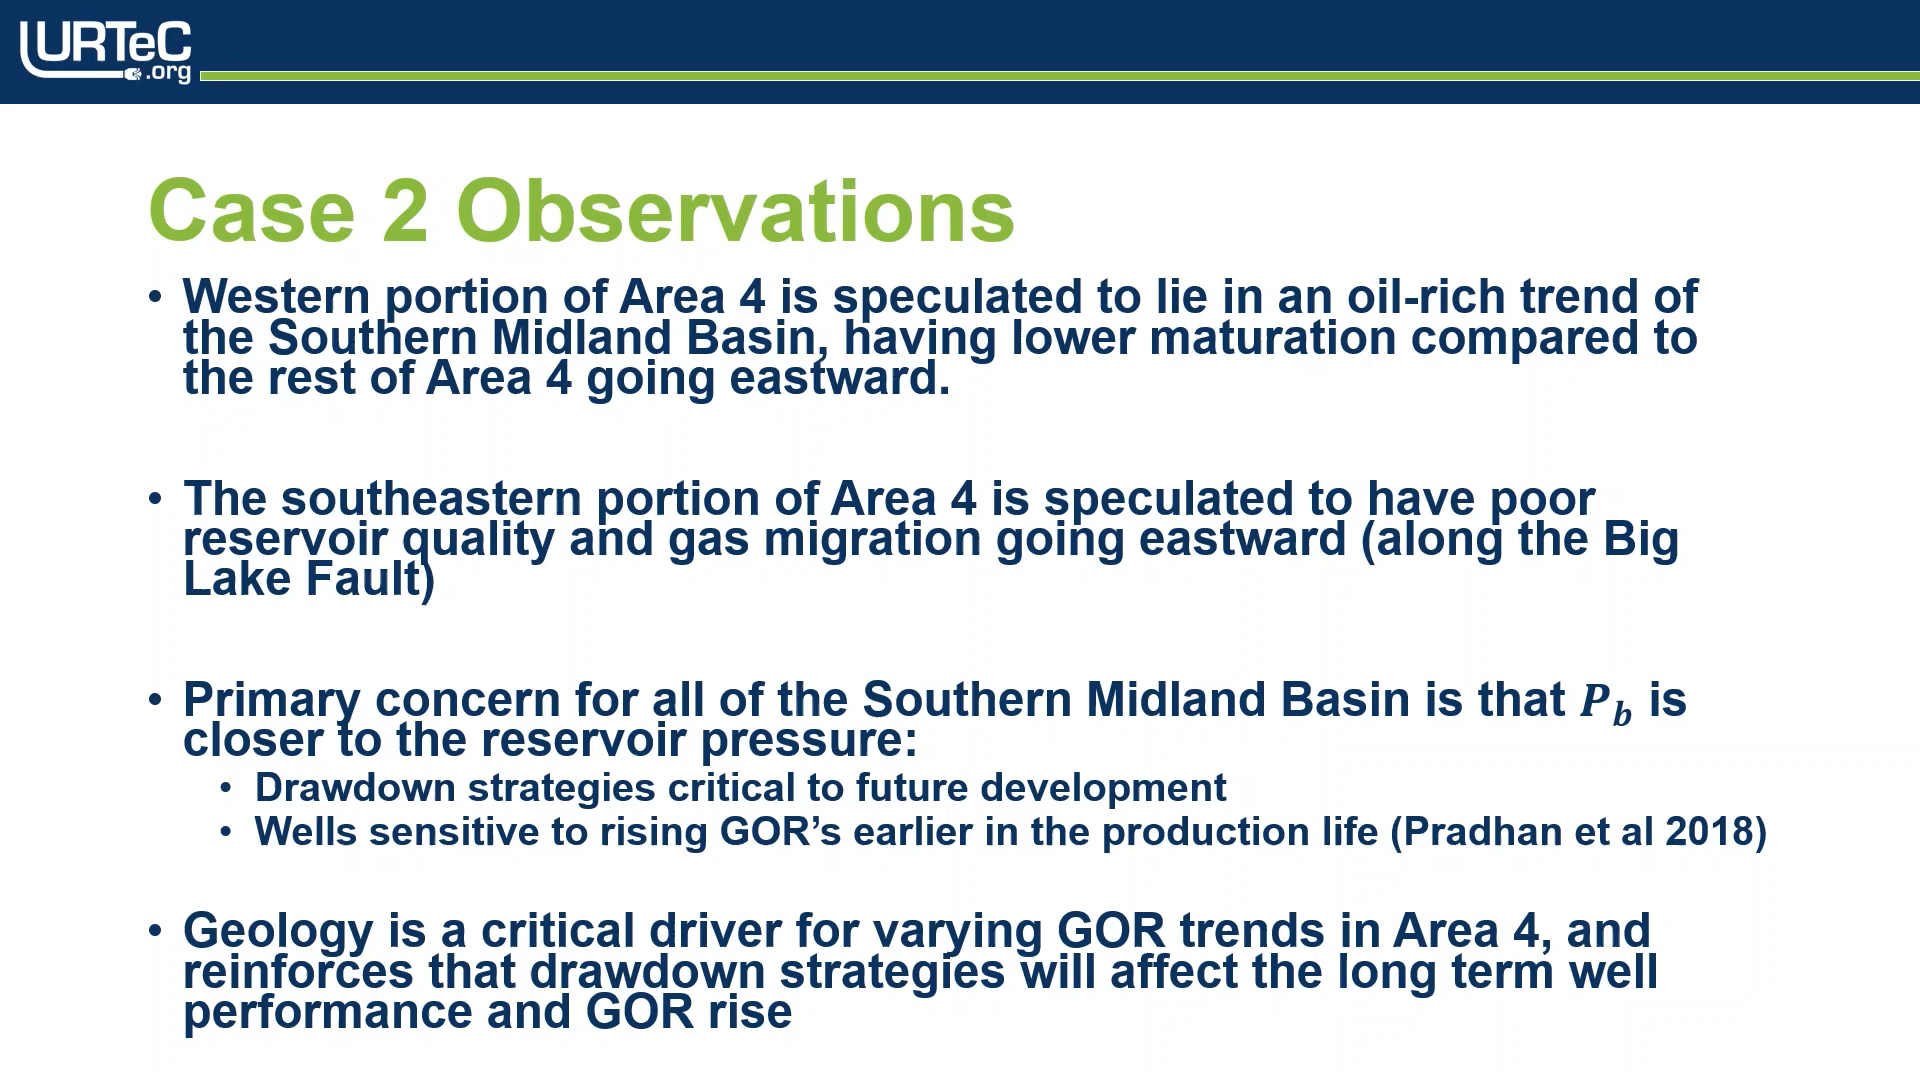 URTeC
.org
Case 2 Observations
• Western portion of Area 4 is speculated to lie in an oil-rich trend of
the Southern Midland Basin, having lower maturation compared to
the rest of Area 4 going eastward.
• The southeastern portion of Area 4 is speculated to have poor
reservoir quality and gas migration going eastward (along the Big
Lake Fault)
• Primary concern for all of the Southern Midland Basin is that P_b is
closer to the reservoir pressure:
• Drawdown strategies critical to future development
• Wells sensitive to rising GOR’s earlier in the production life (Pradhan et al 2018)
• Geology is a critical driver for varying GOR trends in Area 4, and
reinforces that drawdown strategies will affect the long term well
performance and GOR rise